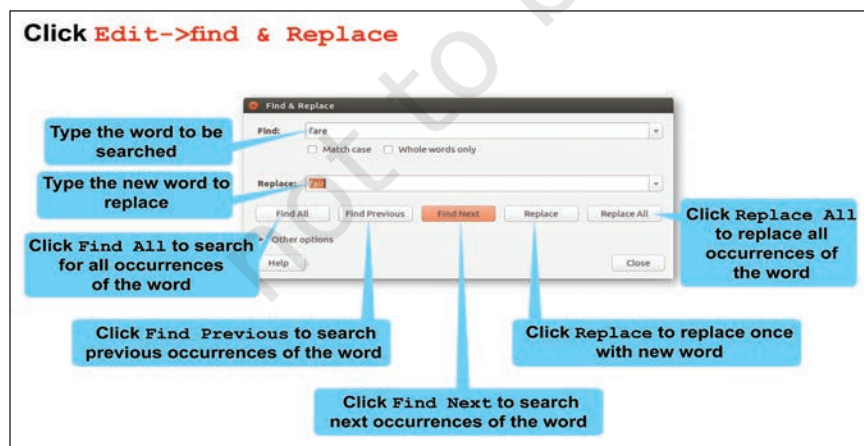 Click Edit->find & Replace
Find & Replace
Type the word to be
searched
Find:
fare
Match case
Whole words only
Type the new word to
replace
Replace:
fair
Find All
Find Previous
Find Next
Replace
Replace All
Click Replace All
to replace all
occurrences of
the word
Click Find All to search
for all occurrences
of the word
Other options
Help
Close
Click Find Previous to search
previous occurrences of the word
Click Replace to replace once
with new word
Click Find Next to search
next occurrences of the word
not to b